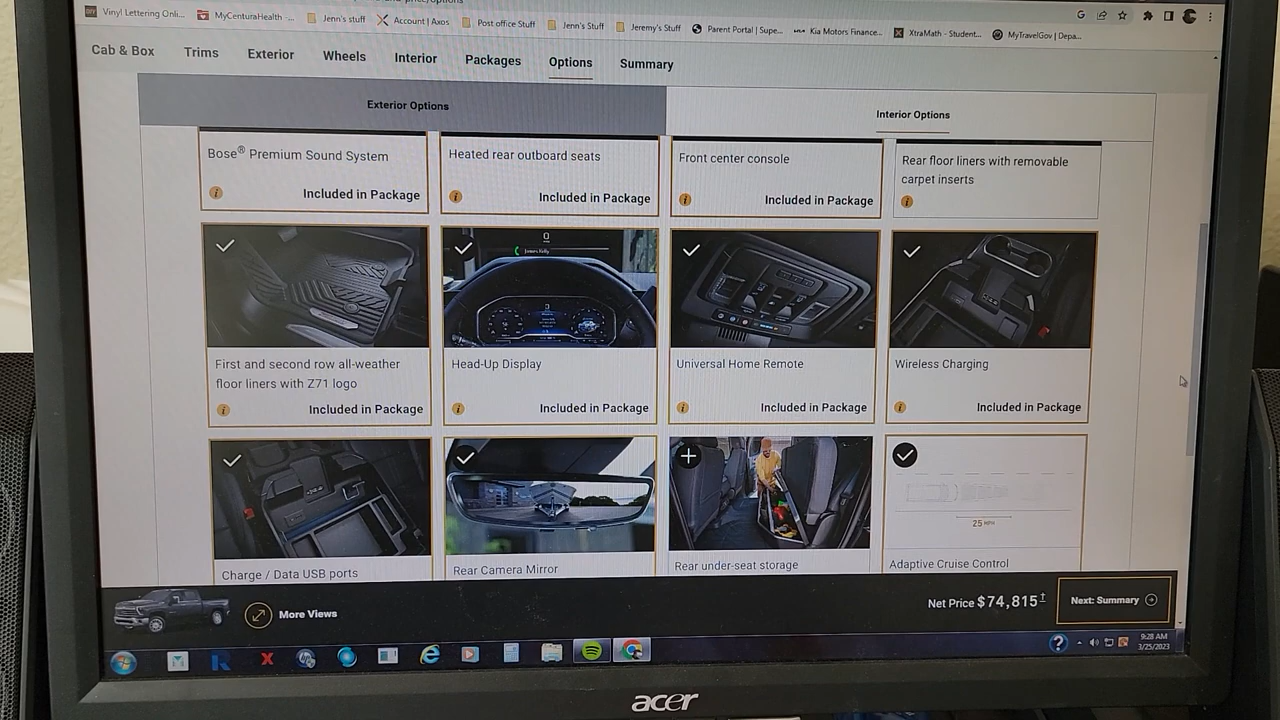 Vinyl Lettering Onli...
MyCenturaHealth -...
Jenn's stuff
Account | Axos
Post office Stuff
Jenn's Stuff
Jeremy's Stuff
Parent Portal | Supe...
Kia Motors Finance...
XtraMath - Student...
MyTravelGov | Depa...
Cab & Box
Trims
Exterior
Wheels
Interior
Packages
Options
Summary
Exterior Options
Interior Options
Bose® Premium Sound System
Included in Package
Heated rear outboard seats
Included in Package
Front center console
Included in Package
Rear floor liners with removable
carpet inserts
First and second row all-weather
floor liners with Z71 logo
Included in Package
Head-Up Display
Included in Package
Universal Home Remote
Included in Package
Wireless Charging
Included in Package
Charge / Data USB ports
Rear Camera Mirror
Rear under-seat storage
25 MPH
Adaptive Cruise Control
More Views
Net Price $74,815†
Next: Summary
9:28 AM
3/25/2023
acer